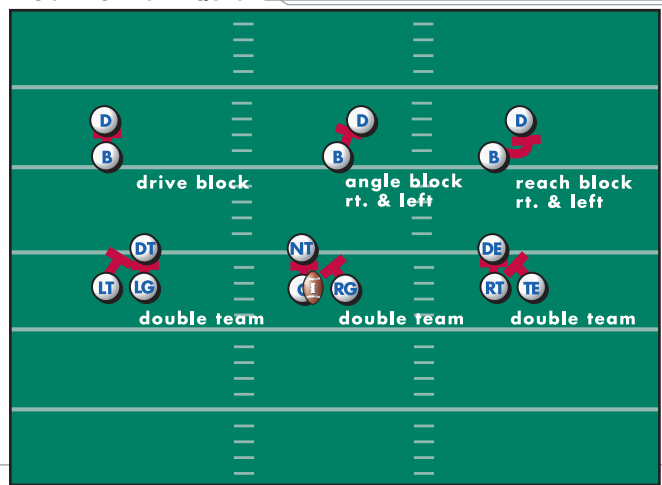 D
D
D
B
B
B
drive block
angle block
rt. & left
reach block
rt. & left
DT
NT
DE
LT
LG
RG
RT
TE
double team
double team
double team